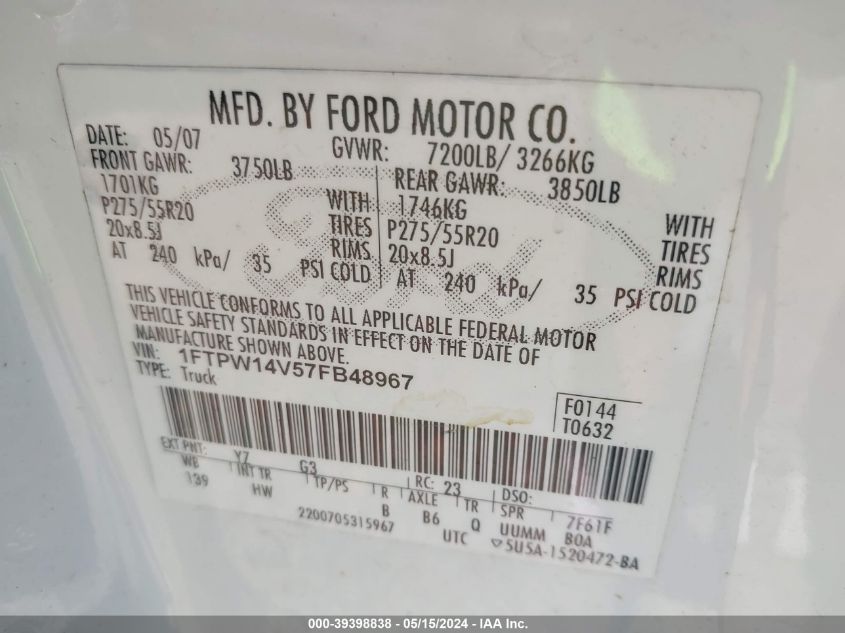 MFD. BY FORD MOTOR CO.
DATE: 05/07 GVWR: 7200LB/ 3266KG
FRONT GAWR: 3750LB REAR GAWR: 3850LB
1701KG WITH 1746KG WITH
P275/55R20 TIRES P275/55R20 TIRES
20x8.5J RIMS 20x8.5J RIMS
AT 240 kPa/ 35 PSI COLD AT 240 kPa/ 35 PSI COLD
Ford
THIS VEHICLE CONFORMS TO ALL APPLICABLE FEDERAL MOTOR
VEHICLE SAFETY STANDARDS IN EFFECT ON THE DATE OF
MANUFACTURE SHOWN ABOVE.
VIN: 1FTPW14V57FB48967
TYPE: Truck
F0144
T0632
EXT PNT: Y7 G3 RC: 23 DSO:
WB INT TR TP/PS R AXLE TR SPR 7F61F
139 HW B B6 Q UUMM BOA
2200705315967 UTC ▽5U5A-1520472-BA
000-39398838 - 05/15/2024 - IAA Inc.